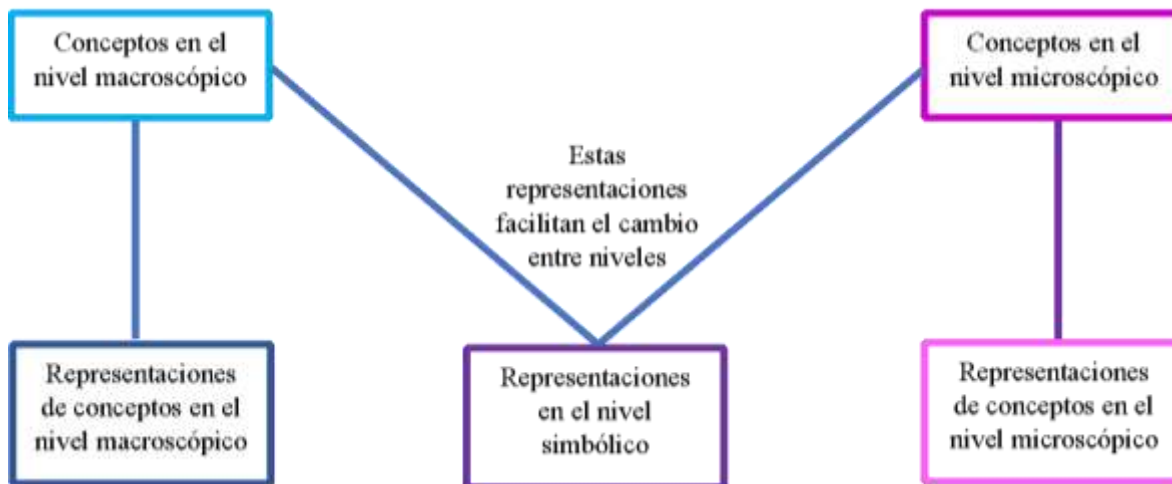 Conceptos en el
nivel macroscópico
Conceptos en el
nivel microscópico
Estas
representaciones
facilitan el cambio
entre niveles
Representaciones
de conceptos en el
nivel macroscópico
Representaciones
en el nivel
simbólico
Representaciones
de conceptos en el
nivel microscópico